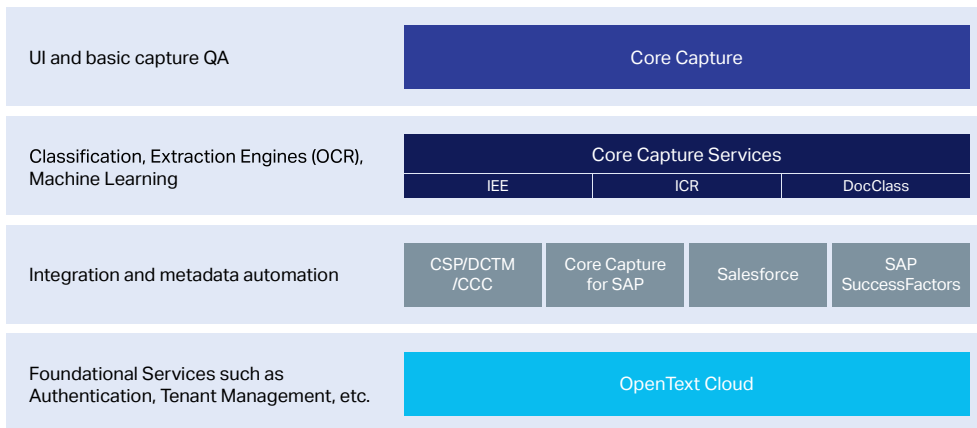 UI and basic capture QA
Core Capture
Classification, Extraction Engines (OCR),
Machine Learning
Core Capture Services
IEE
ICR
DocClass
Integration and metadata automation
CSP/DCTM
/CCC
Core Capture
for SAP
Salesforce
SAP
SuccessFactors
Foundational Services such as
Authentication, Tenant Management, etc.
OpenText Cloud